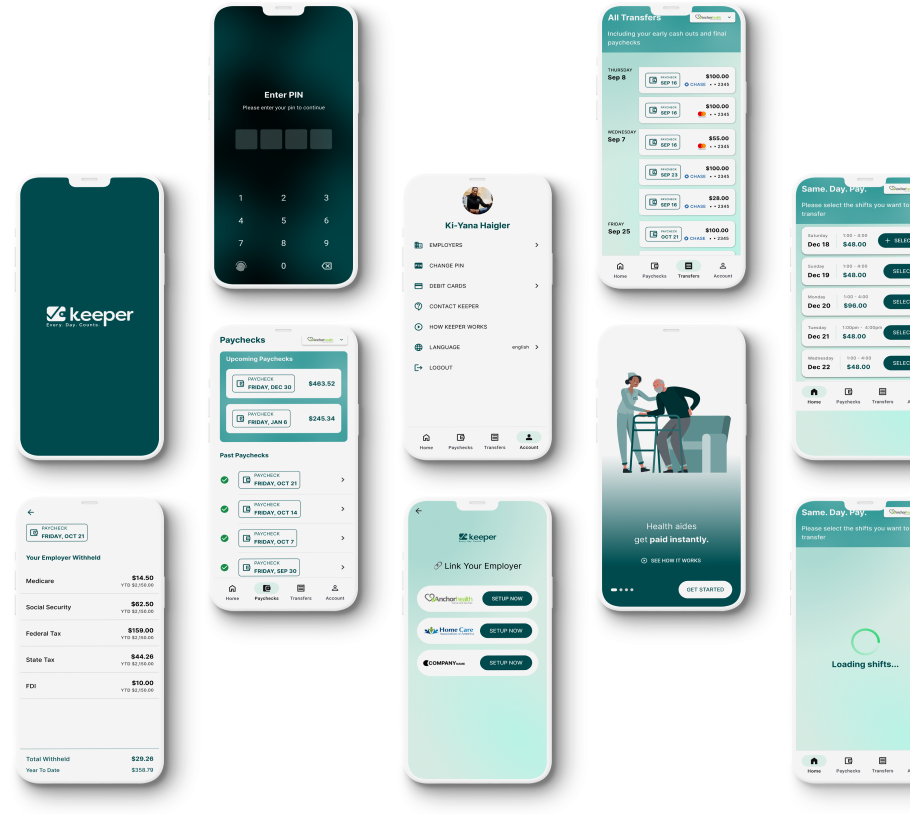 keeper
Every. Day. Counts.
PAYCHECK
FRIDAY, OCT 21
Your Employer Withheld
Medicare $14.50
YTD $2,150.00
Social Security $62.50
YTD $2,150.00
Federal Tax $159.00
YTD $2,150.00
State Tax $44.26
YTD $2,150.00
FDI $10.00
YTD $2,150.00
Total Withheld $29.26
Year To Date $358.79
Enter PIN
Please enter your pin to continue
1 2 3
4 5 6
7 8 9
0
Paychecks
Anchorhealth
Upcoming Paychecks
PAYCHECK
FRIDAY, DEC 30 $463.52
PAYCHECK
FRIDAY, JAN 6 $245.34
Past Paychecks
PAYCHECK
FRIDAY, OCT 21
PAYCHECK
FRIDAY, OCT 14
PAYCHECK
FRIDAY, OCT 7
PAYCHECK
FRIDAY, SEP 30
Home Paychecks Transfers Account
Ki-Yana Haigler
EMPLOYERS
CHANGE PIN
DEBIT CARDS
CONTACT KEEPER
HOW KEEPER WORKS
LANGUAGE english
LOGOUT
Home Paychecks Transfers Account
keeper
Link Your Employer
Anchorhealth SETUP NOW
Home Care SETUP NOW
COMPANY NAME SETUP NOW
All Transfers
Anchorhealth
Including your early cash outs and final
paychecks
THURSDAY
Sep 8
PAYCHECK
SEP 16
$100.00
CHASE • • 2345
PAYCHECK
SEP 16
$100.00
• • 2345
WEDNESDAY
Sep 7
PAYCHECK
SEP 16
$55.00
• • 2345
PAYCHECK
SEP 23
$100.00
CHASE • • 2345
PAYCHECK
SEP 16
$28.00
CHASE • • 2345
FRIDAY
Sep 25
PAYCHECK
OCT 21
$100.00
CHASE • • 2345
Home Paychecks Transfers Account
Health aides
get paid instantly.
SEE HOW IT WORKS
GET STARTED
Same. Day. Pay.
Please select the shifts you want to
transfer
Saturday 1:00 - 4:00
Dec 18 $48.00 + SELEC
Sunday 1:00 - 4:00
Dec 19 $48.00 SELEC
Monday 1:00 - 4:00
Dec 20 $96.00 SELEC
Tuesday 1:00pm - 4:00pm
Dec 21 $48.00 SELEC
Wednesday 1:00 - 4:00
Dec 22 $48.00 SELEC
Home Paychecks Transfers A
Same. Day. Pay.
Please select the shifts you want to
transfer
Loading shifts...
Home Paychecks Transfers A